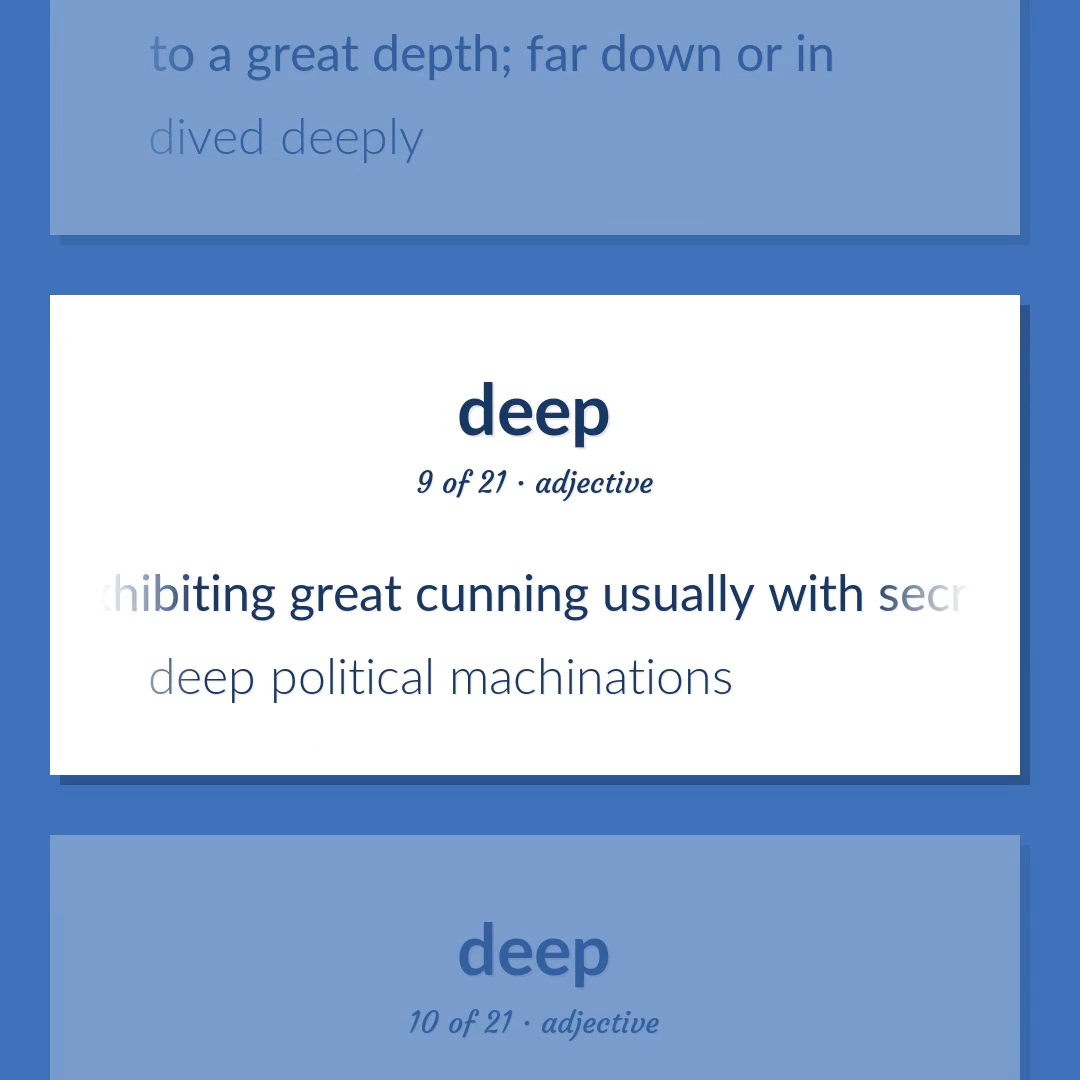 to a great depth; far down or in
dived deeply
deep
9 of 21 · adjective
hibiting great cunning usually with secr
deep political machinations
deep
10 of 21 · adjective